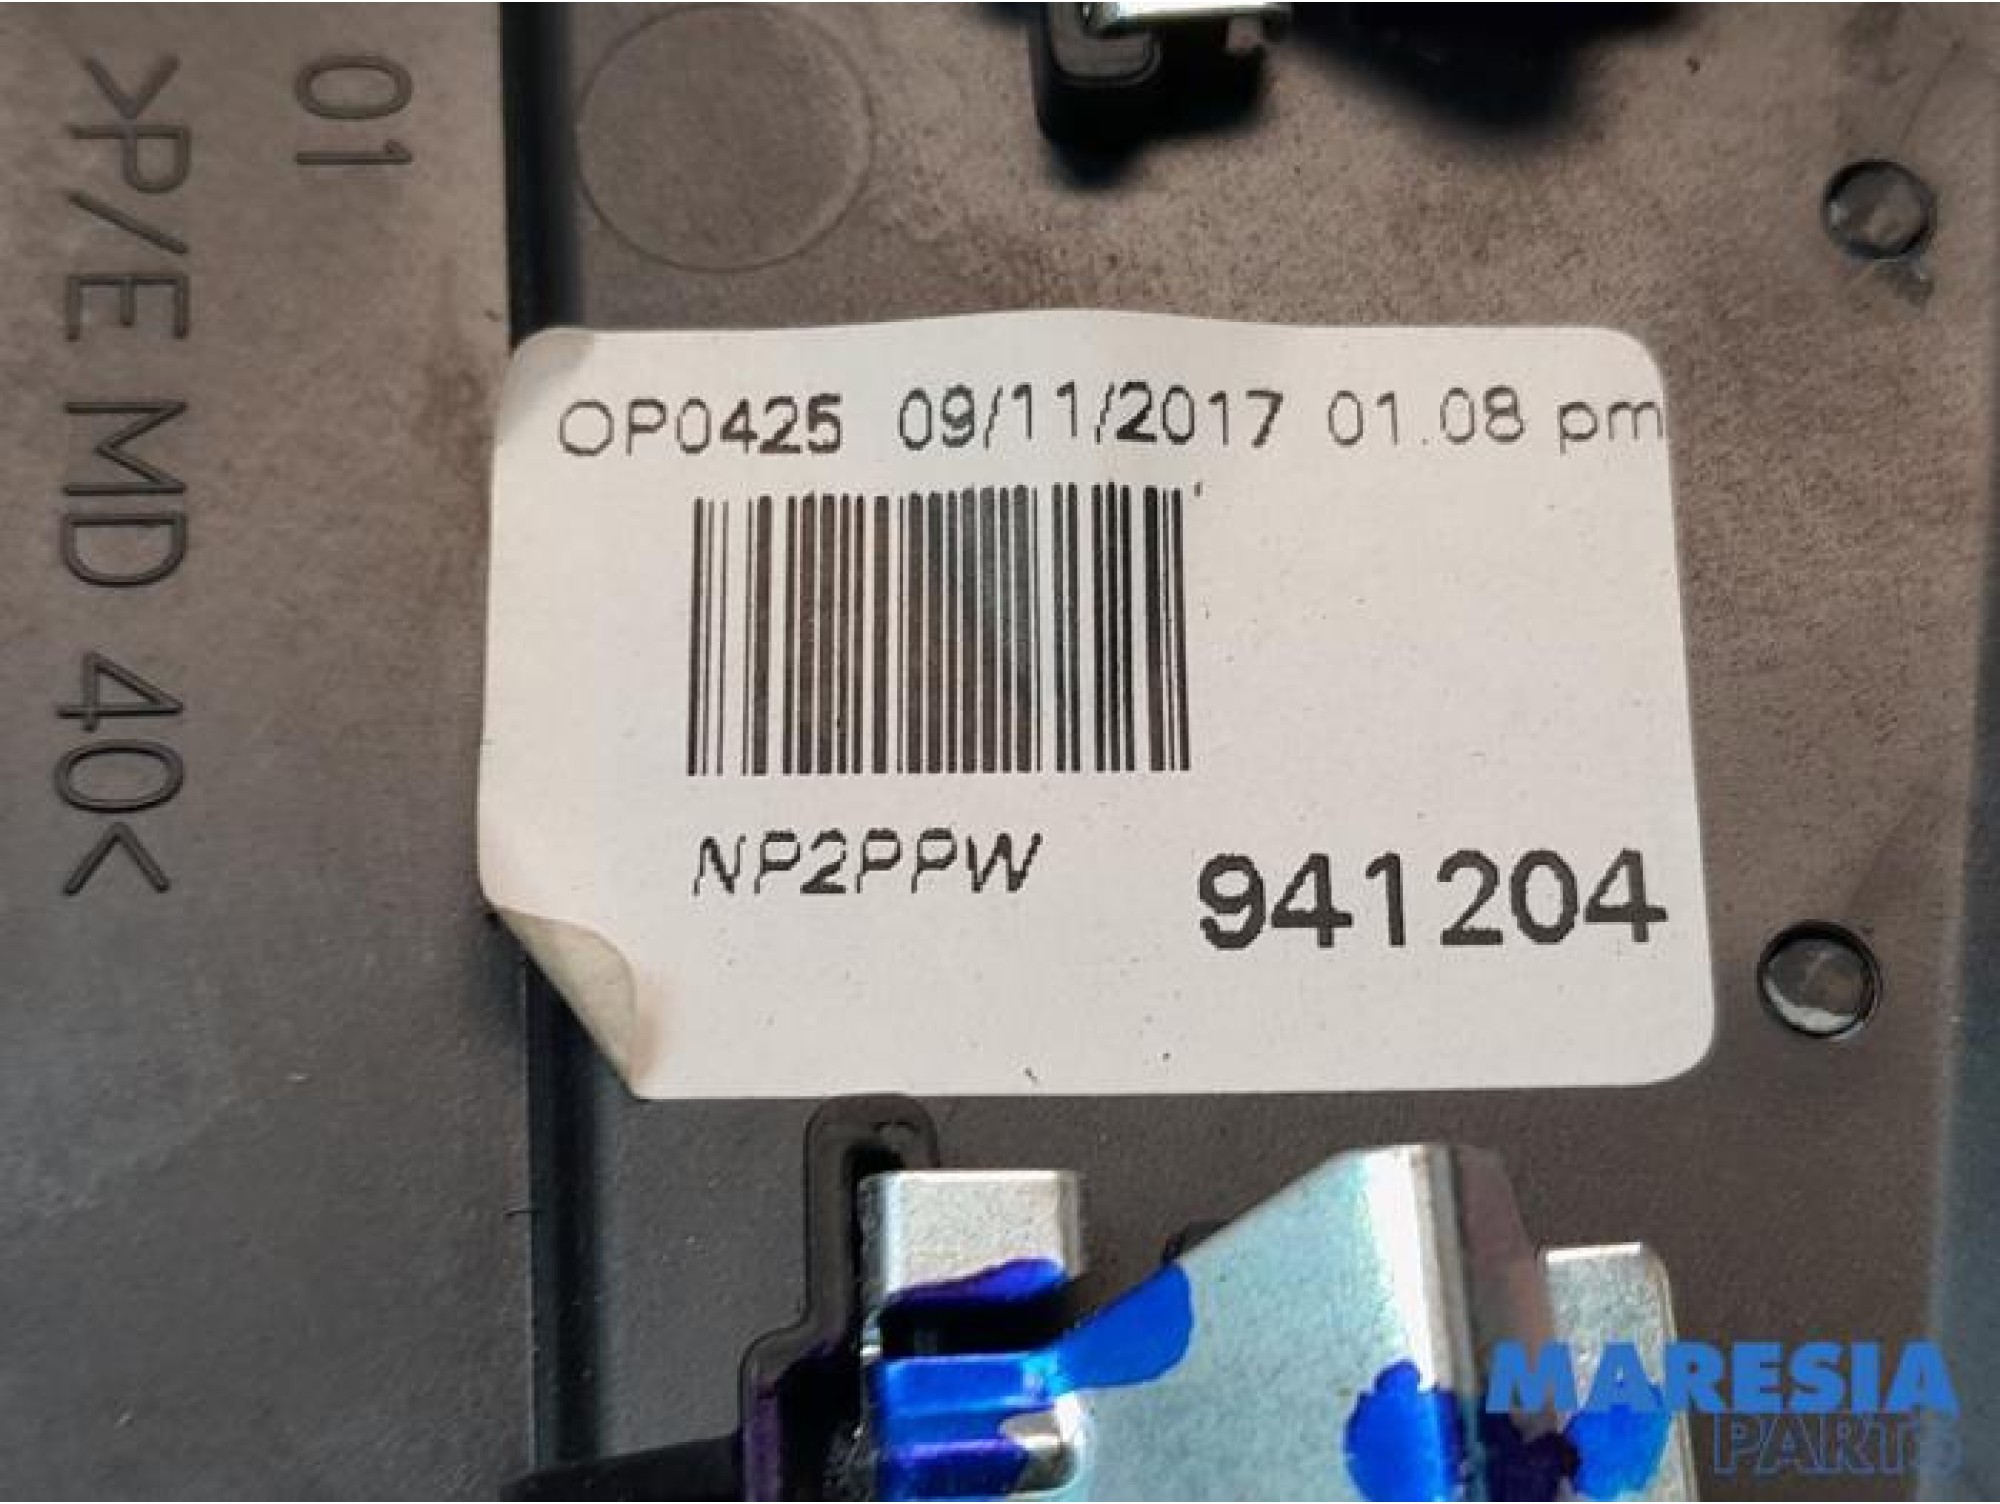 01
>P/E MD 40<
OP0425 09/11/2017 01.08 pm
NP2PPW
941204
MARESIA
PARTS